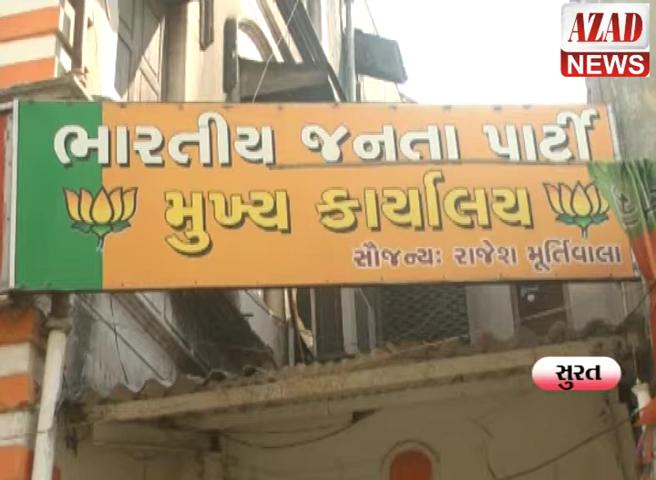 AZAD
NEWS
ભારતીય જનતા પાર્ટી
મુખ્ય કાર્યાલય
સૌજન્યઃ રાજેશ મૂર્તિવાલા
સુરત